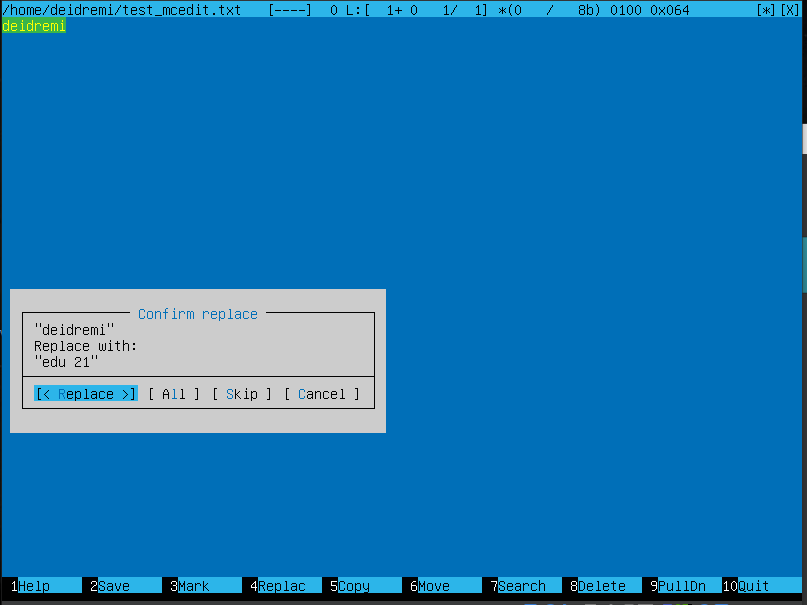 /home/deidremi/test_mcedit.txt   [----]  0 L:[  1+ 0   1/  1] *(0   /   8b) 0100 0x064        [*][X]
deidremi
Confirm replace
"deidremi"
Replace with:
"edu 21"
[< Replace >] [ All ] [ Skip ] [ Cancel ]
1Help 2Save 3Mark 4Replac 5Copy 6Move 7Search 8Delete 9PullDn 10Quit